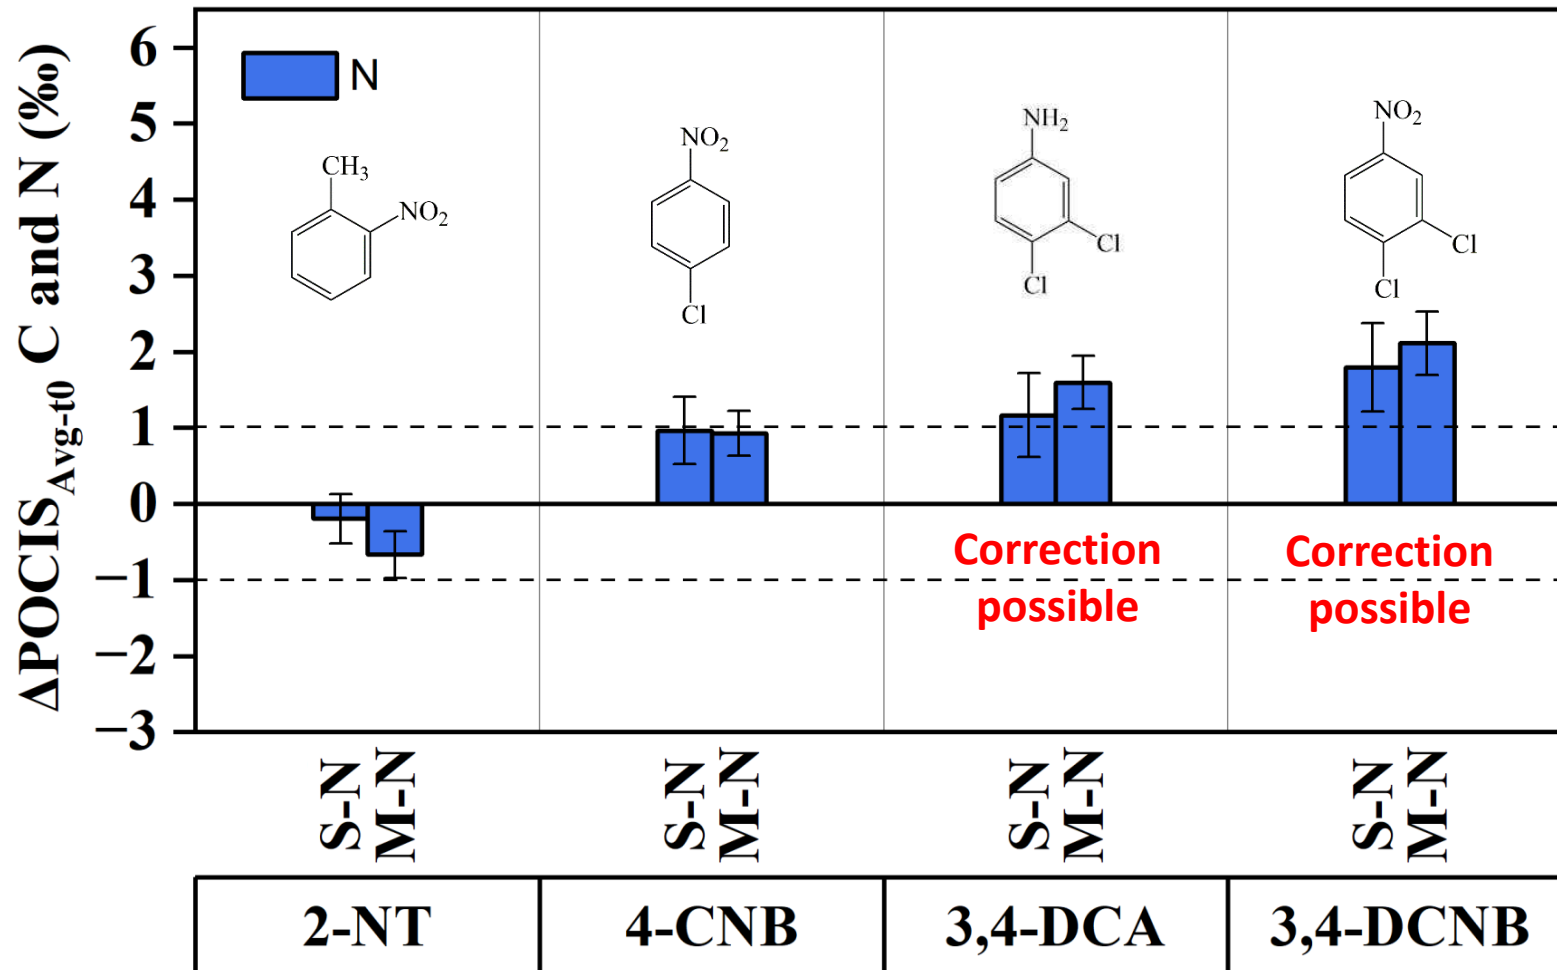 ΔPOCIS_Avg-t0 C and N (‰)
6
5
4
3
2
1
0
−1
−2
−3
N
CH3
NO2
NO2
Cl
NH2
Cl
Cl
NO2
Cl
Cl
Correction
possible
Correction
possible
S-N
M-N
S-N
M-N
S-N
M-N
S-N
M-N
2-NT
4-CNB
3,4-DCA
3,4-DCNB